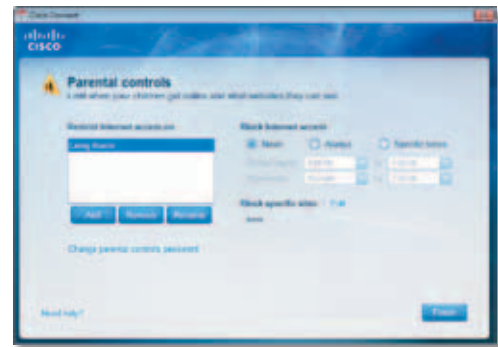 Cisco Connect
CISCO
Parental controls
Limit when your children get online and what websites they can see.
Restrict Internet access on:
Block Internet access:
Living Room
Never
Always
Specific times
to
to
Block specific sites: Edit
Add
Remove
Rename
Change parental controls password
Need help?
Finish